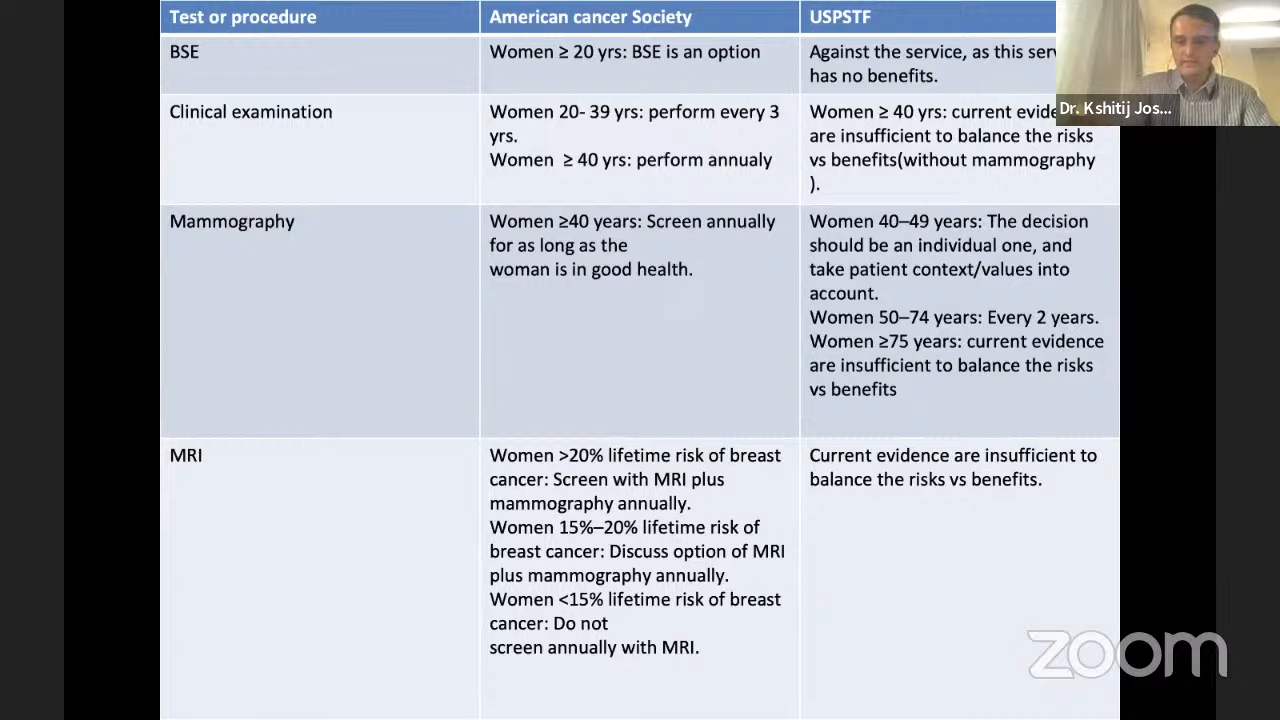 Test or procedure
American cancer Society
USPSTF
BSE
Women ≥ 20 yrs: BSE is an option
Against the service, as this
has no benefits.
Clinical examination
Women 20- 39 yrs: perform every 3
yrs.
Women ≥ 40 yrs: perform annualy
Women ≥ 40 yrs: current
are insufficient to balance the risks
vs benefits(without mammography
).
Mammography
Women ≥40 years: Screen annually
for as long as the
woman is in good health.
Women 40–49 years: The decision
should be an individual one, and
take patient context/values into
account.
Women 50–74 years: Every 2 years.
Women ≥75 years: current evidence
are insufficient to balance the risks
vs benefits
MRI
Women >20% lifetime risk of breast
cancer: Screen with MRI plus
mammography annually.
Women 15%–20% lifetime risk of
breast cancer: Discuss option of MRI
plus mammography annually.
Women <15% lifetime risk of breast
cancer: Do not
screen annually with MRI.
Current evidence are insufficient to
balance the risks vs benefits.
Dr. Kshitij Jos...
zoom